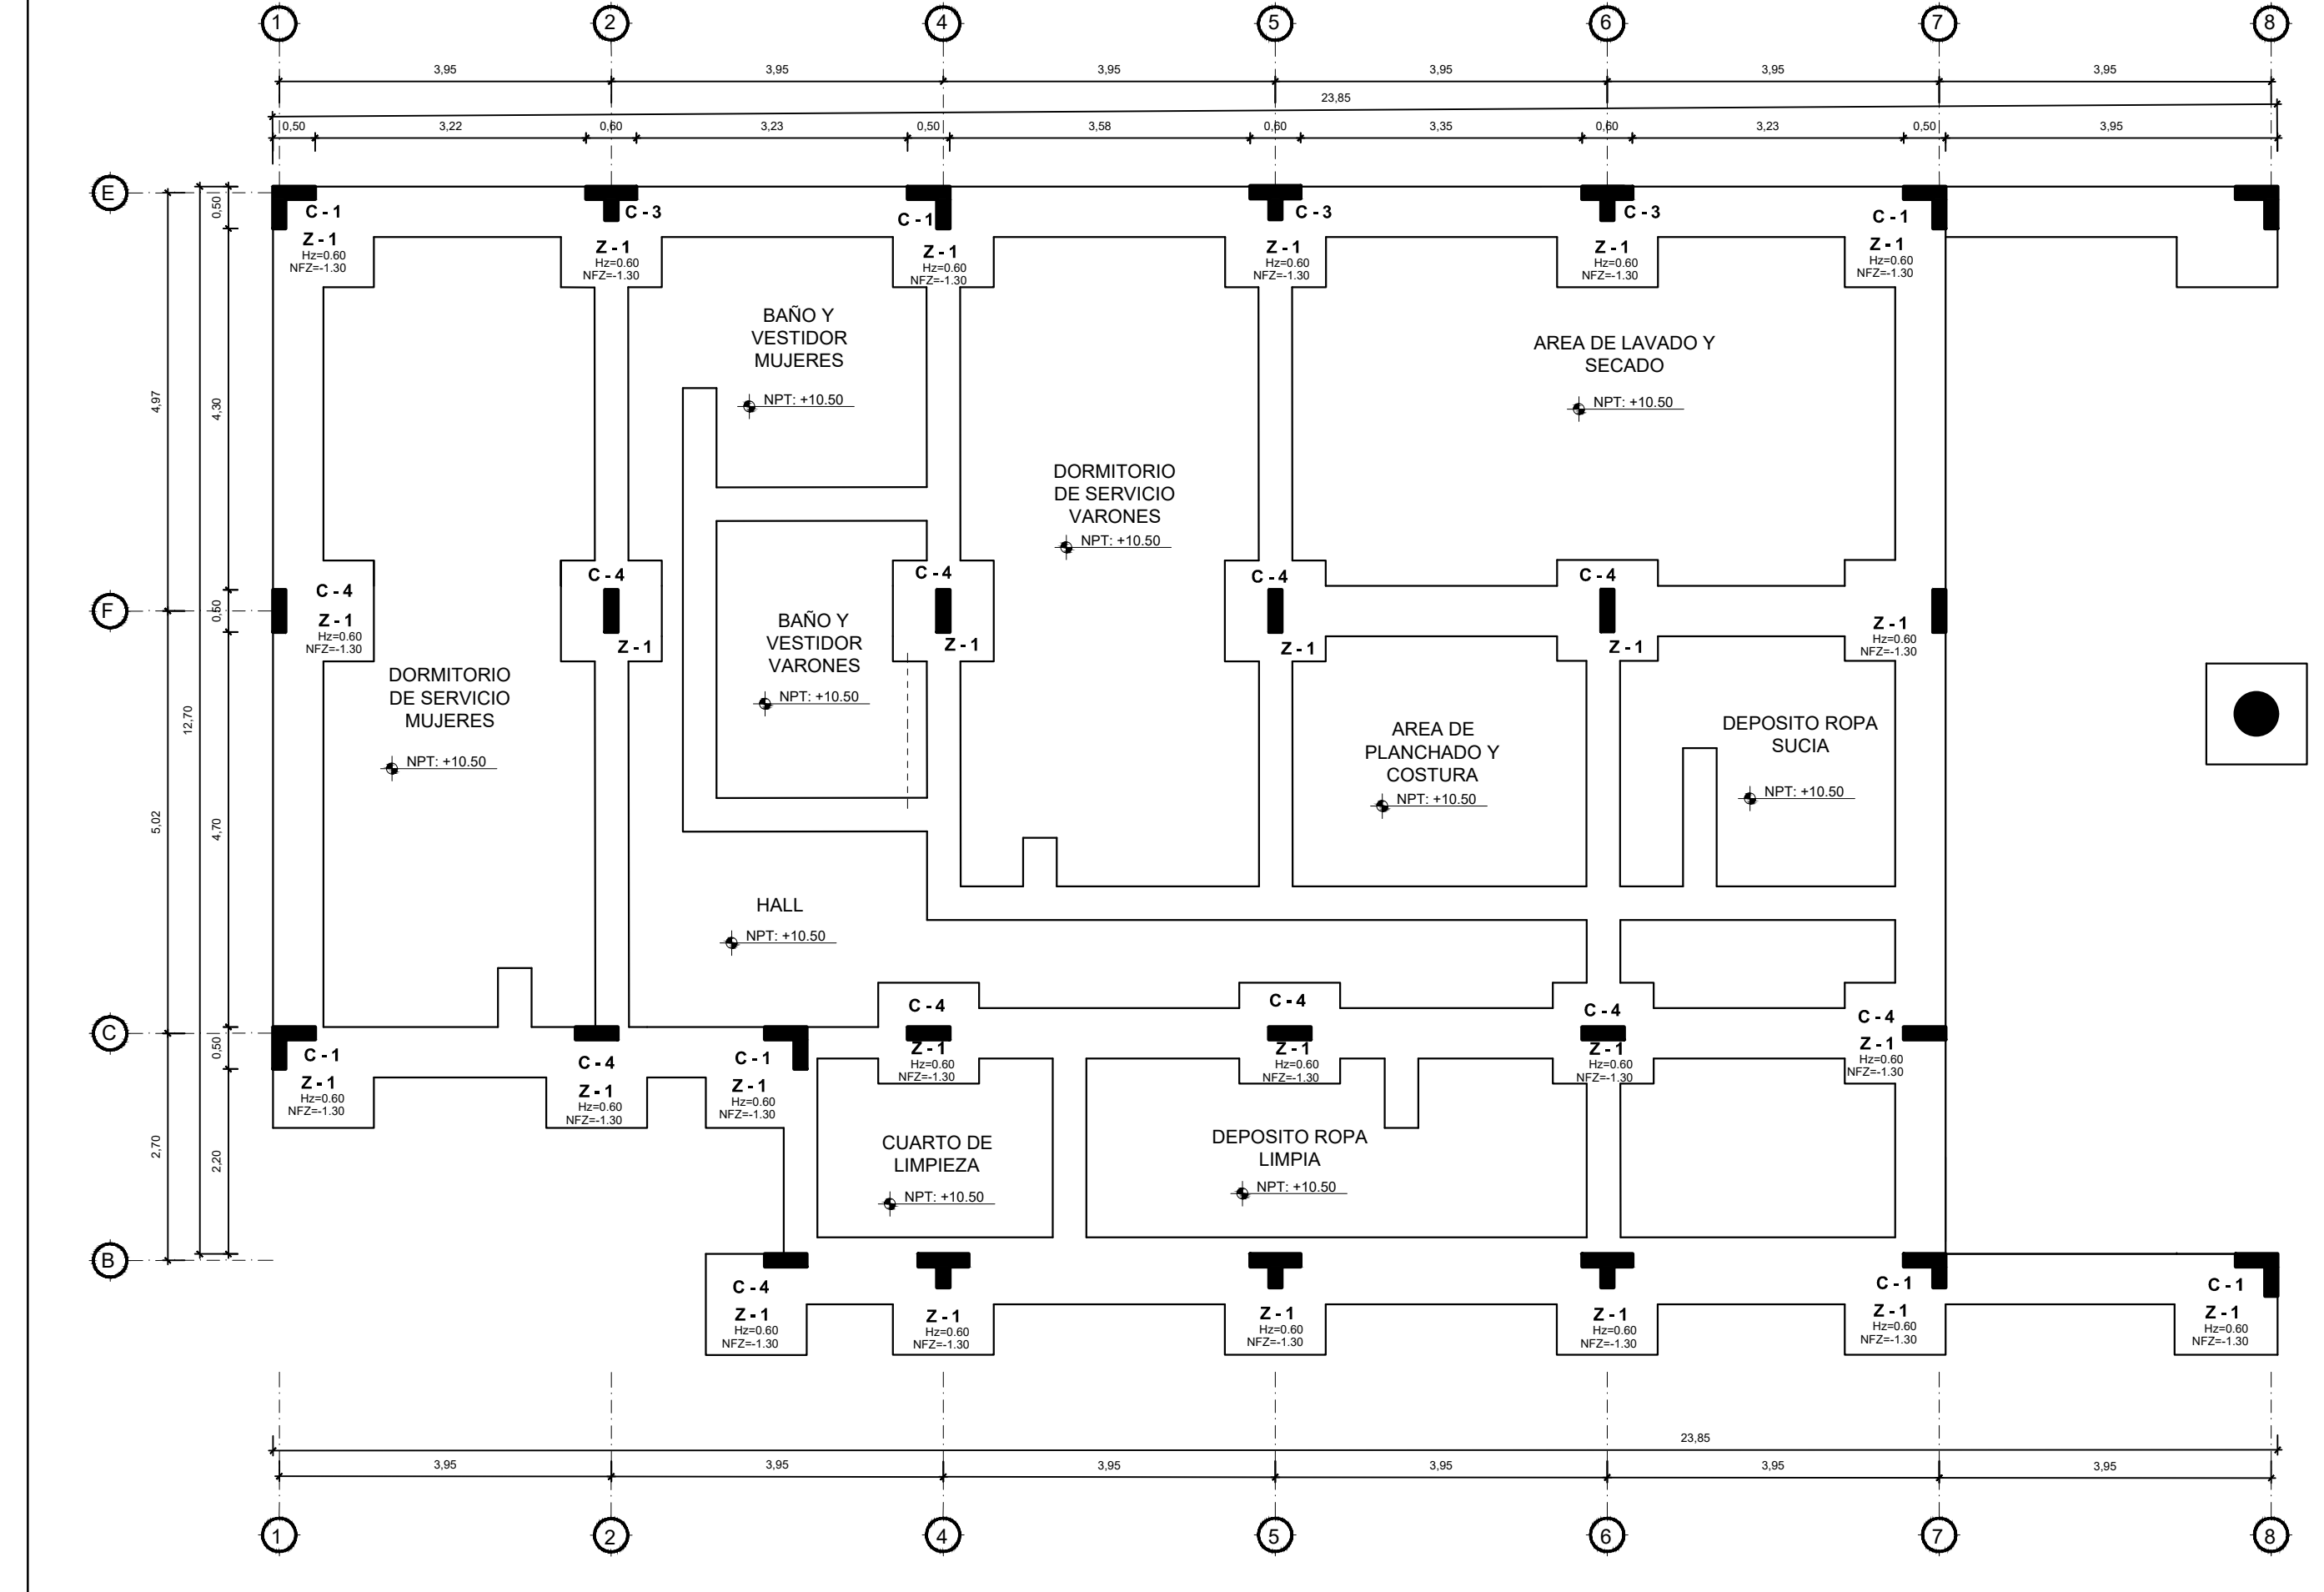 1 2 4 5 6 7 8
3,95 3,95 3,95 3,95 3,95 3,95
23,85
0,50 3,22 0,60 3,23 0,50 3,58 0,60 3,35 0,60 3,23 0,50 3,95
E
0,50
C - 1
C - 3
C - 1
C - 3
C - 3
C - 1
Z - 1
Hz=0.60
NFZ=-1.30
Z - 1
Hz=0.60
NFZ=-1.30
Z - 1
Hz=0.60
NFZ=-1.30
Z - 1
Hz=0.60
NFZ=-1.30
Z - 1
Hz=0.60
NFZ=-1.30
Z - 1
Hz=0.60
NFZ=-1.30
BAÑO Y
VESTIDOR
MUJERES
NPT: +10.50
AREA DE LAVADO Y
SECADO
NPT: +10.50
4,97
4,30
DORMITORIO
DE SERVICIO
VARONES
NPT: +10.50
F
0,50
C - 4
Z - 1
Hz=0.60
NFZ=-1.30
C - 4
Z - 1
C - 4
Z - 1
C - 4
Z - 1
C - 4
Z - 1
Z - 1
Hz=0.60
NFZ=-1.30
BAÑO Y
VESTIDOR
VARONES
NPT: +10.50
DORMITORIO
DE SERVICIO
MUJERES
NPT: +10.50
12,70
AREA DE
PLANCHADO Y
COSTURA
NPT: +10.50
DEPOSITO ROPA
SUCIA
NPT: +10.50
5,02
4,70
HALL
NPT: +10.50
C
0,50
C - 1
Z - 1
Hz=0.60
NFZ=-1.30
C - 4
Z - 1
Hz=0.60
NFZ=-1.30
C - 1
Z - 1
Hz=0.60
NFZ=-1.30
C - 4
Z - 1
Hz=0.60
NFZ=-1.30
C - 4
Z - 1
Hz=0.60
NFZ=-1.30
C - 4
Z - 1
Hz=0.60
NFZ=-1.30
C - 4
Z - 1
Hz=0.60
NFZ=-1.30
2,70
2,20
CUARTO DE
LIMPIEZA
NPT: +10.50
DEPOSITO ROPA
LIMPIA
NPT: +10.50
B
C - 4
Z - 1
Hz=0.60
NFZ=-1.30
Z - 1
Hz=0.60
NFZ=-1.30
Z - 1
Hz=0.60
NFZ=-1.30
Z - 1
Hz=0.60
NFZ=-1.30
C - 1
Z - 1
Hz=0.60
NFZ=-1.30
C - 1
Z - 1
Hz=0.60
NFZ=-1.30
23,85
3,95 3,95 3,95 3,95 3,95 3,95
1 2 4 5 6 7 8